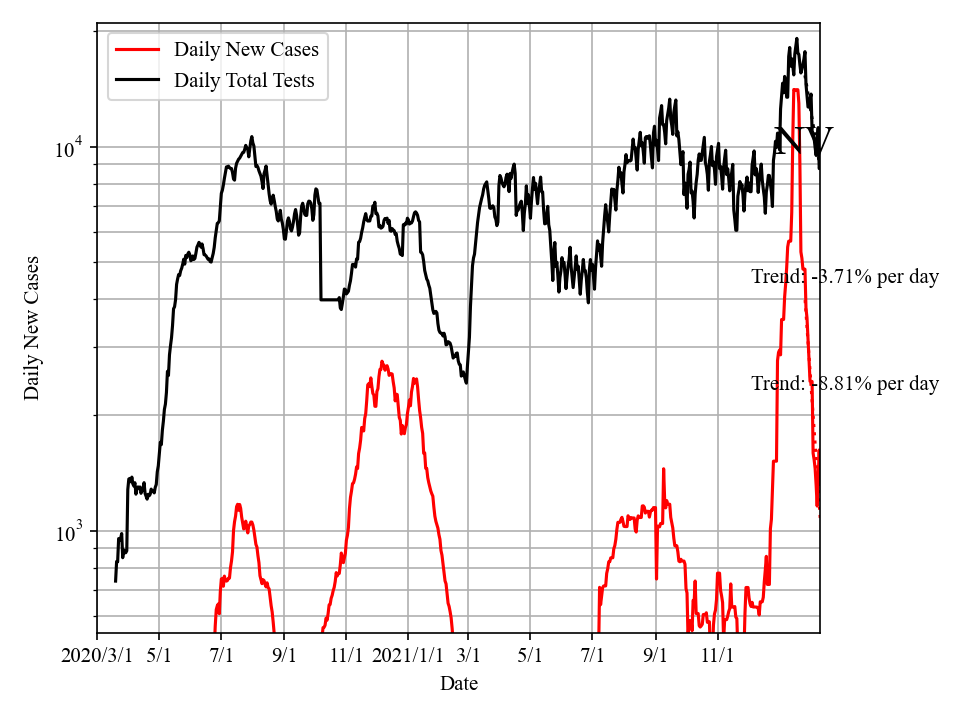 Daily New Cases
Daily Total Tests
10^4
NV
Trend: -3.71% per day
Trend: -8.81% per day
10^3
Daily New Cases
2020/3/1 5/1 7/1 9/1 11/1 2021/1/1 3/1 5/1 7/1 9/1 11/1
Date